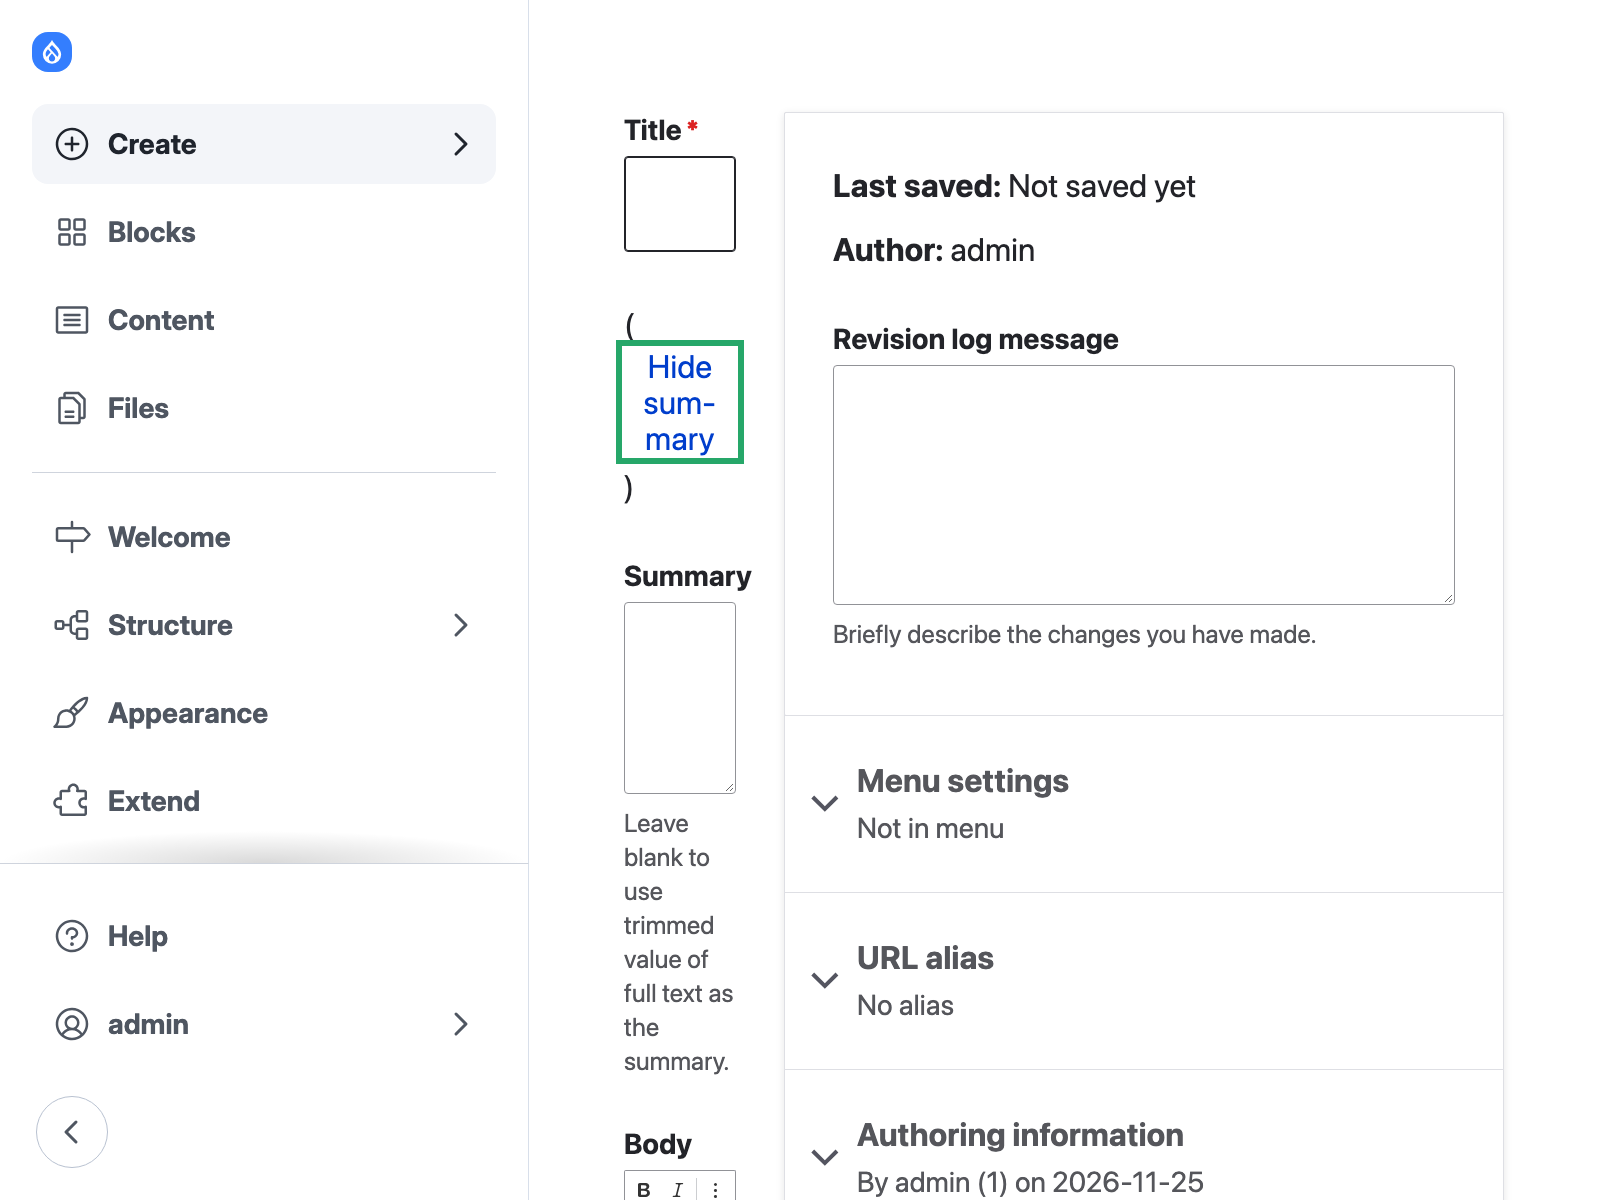 Create
Blocks
Content
Files
Welcome
Structure
Appearance
Extend
Help
admin
Title *
(
Hide
sum-
mary
)
Summary
Leave
blank to
use
trimmed
value of
full text as
the
summary.
Body
B I
Last saved: Not saved yet
Author: admin
Revision log message
Briefly describe the changes you have made.
Menu settings
Not in menu
URL alias
No alias
Authoring information
By admin (1) on 2026-11-25